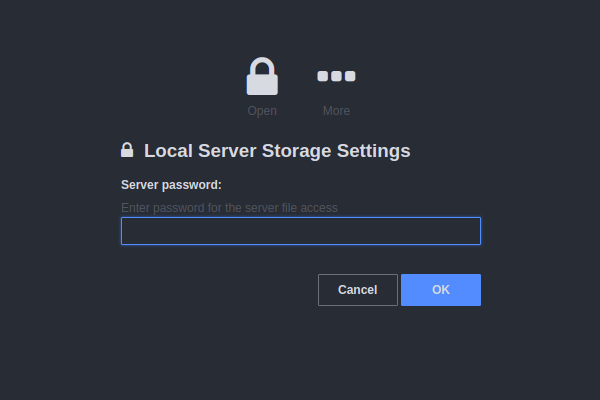 Open More
Local Server Storage Settings
Server password:
Enter password for the server file access
Cancel OK